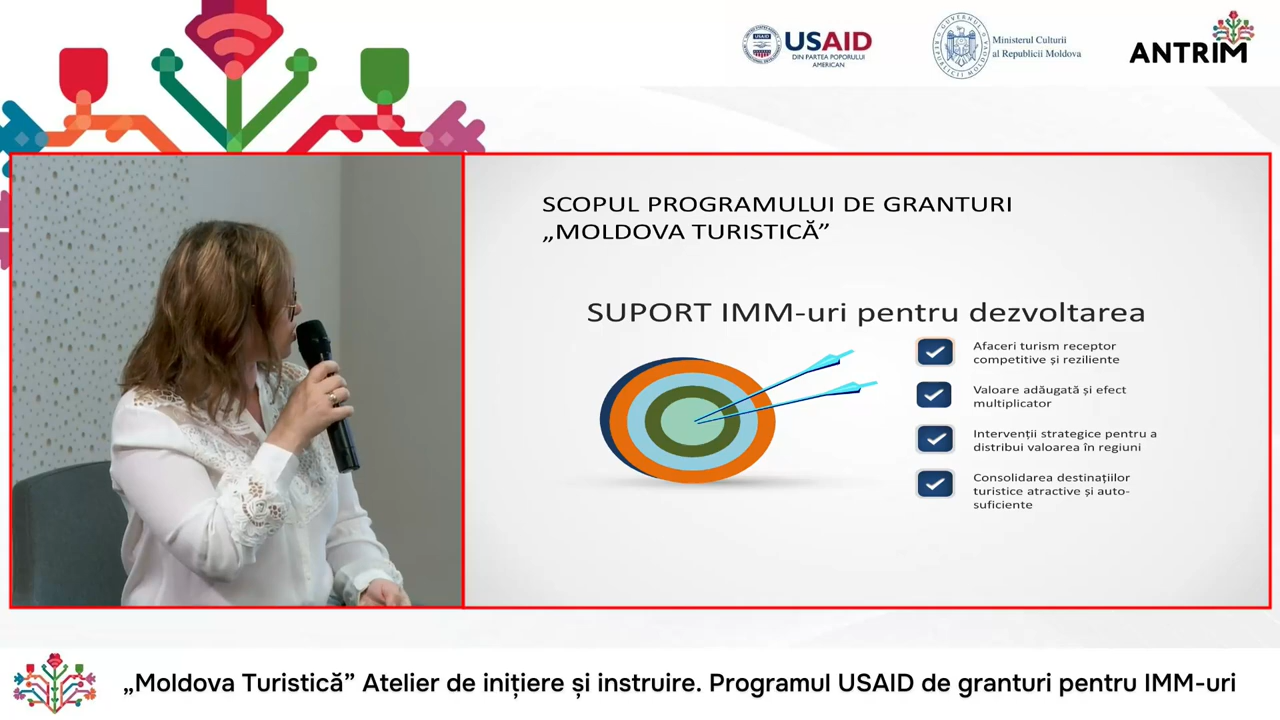 USAID
DIN PARTEA POPORULUI
AMERICAN
Ministerul Culturii
al Republicii Moldova
ANTRIM
SCOPUL PROGRAMULUI DE GRANTURI
„MOLDOVA TURISTICĂ”
SUPORT IMM-uri pentru dezvoltarea
Afaceri turism receptor
competitive și reziliente
Valoare adăugată și efect
multiplicator
Intervenții strategice pentru a
distribui valoarea în regiuni
Consolidarea destinațiilor
turistice atractive și auto-
suficiente
„Moldova Turistică” Atelier de inițiere și instruire. Programul USAID de granturi pentru IMM-uri